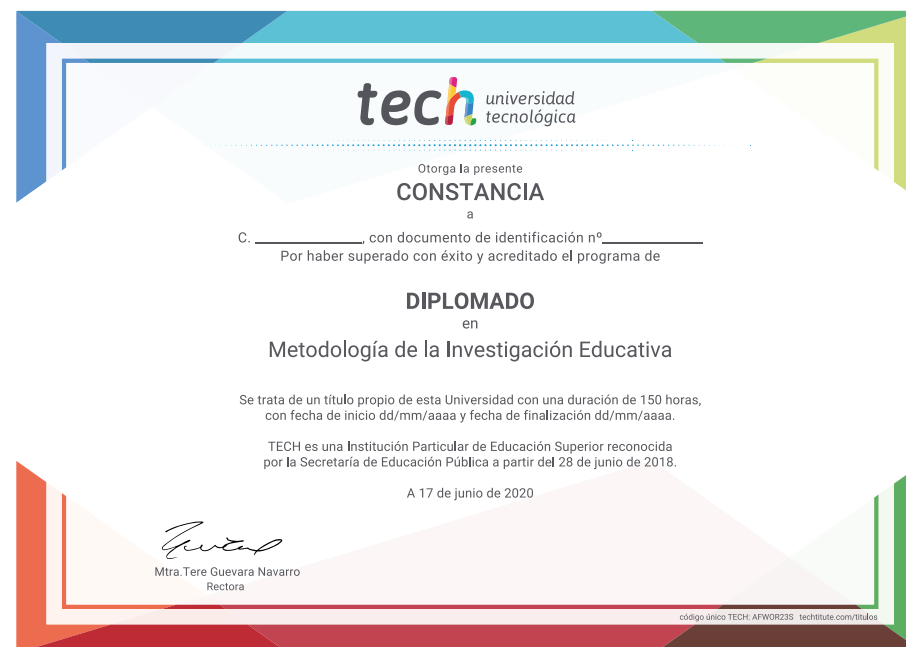 tech universidad
tecnológica
Otorga la presente
CONSTANCIA
a
C. ________________, con documento de identificación nº_______________
Por haber superado con éxito y acreditado el programa de
DIPLOMADO
en
Metodología de la Investigación Educativa
Se trata de un título propio de esta Universidad con una duración de 150 horas,
con fecha de inicio dd/mm/aaaa y fecha de finalización dd/mm/aaaa.
TECH es una Institución Particular de Educación Superior reconocida
por la Secretaría de Educación Pública a partir del 28 de junio de 2018.
A 17 de junio de 2020
Mtra.Tere Guevara Navarro
Rectora
código único TECH: AFWOR23S techtitute.com/titulos